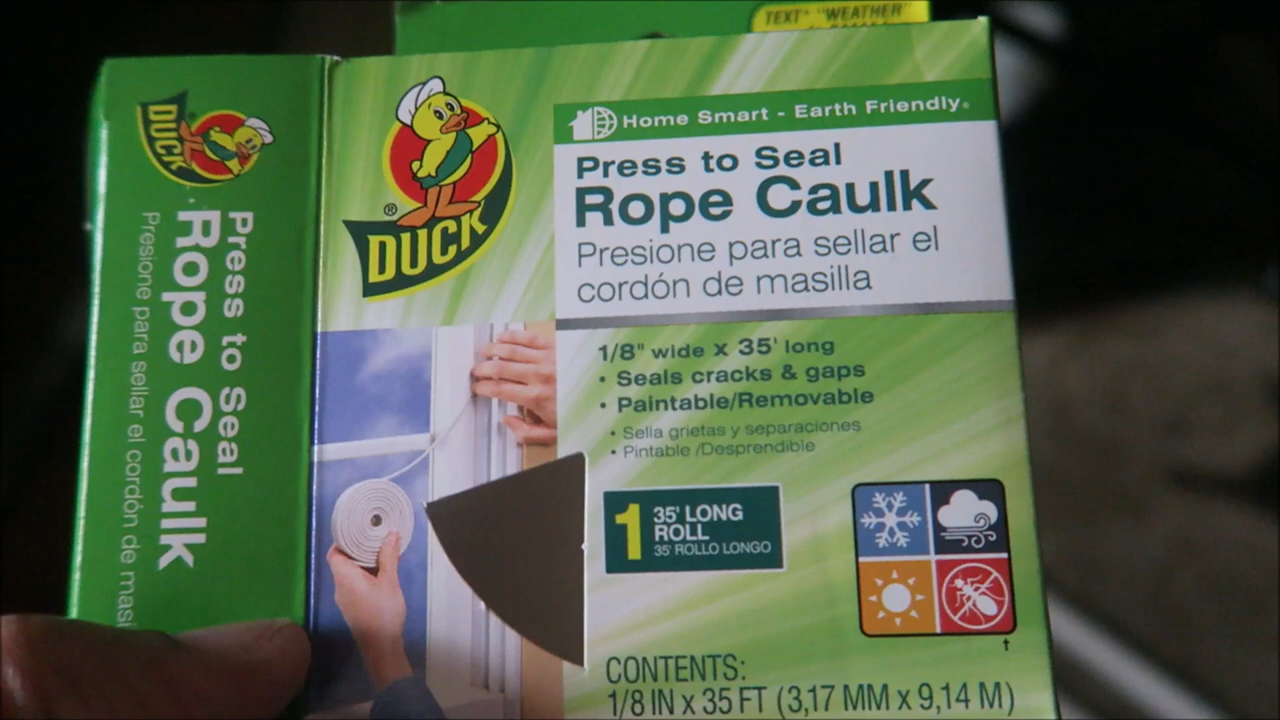 TEXT* "WEATHER"
DUCK
Press to Seal
Rope Caulk
Presione para sellar el cordón de masi
Home Smart - Earth Friendly®
Press to Seal
Rope Caulk
Presione para sellar el
cordón de masilla
® DUCK
1/8" wide x 35' long
• Seals cracks & gaps
• Paintable/Removable
• Sella grietas y separaciones
• Pintable /Desprendible
1 35' LONG
ROLL
35' ROLLO LONGO
†
CONTENTS:
1/8 IN x 35 FT (3,17 MM x 9,14 M)